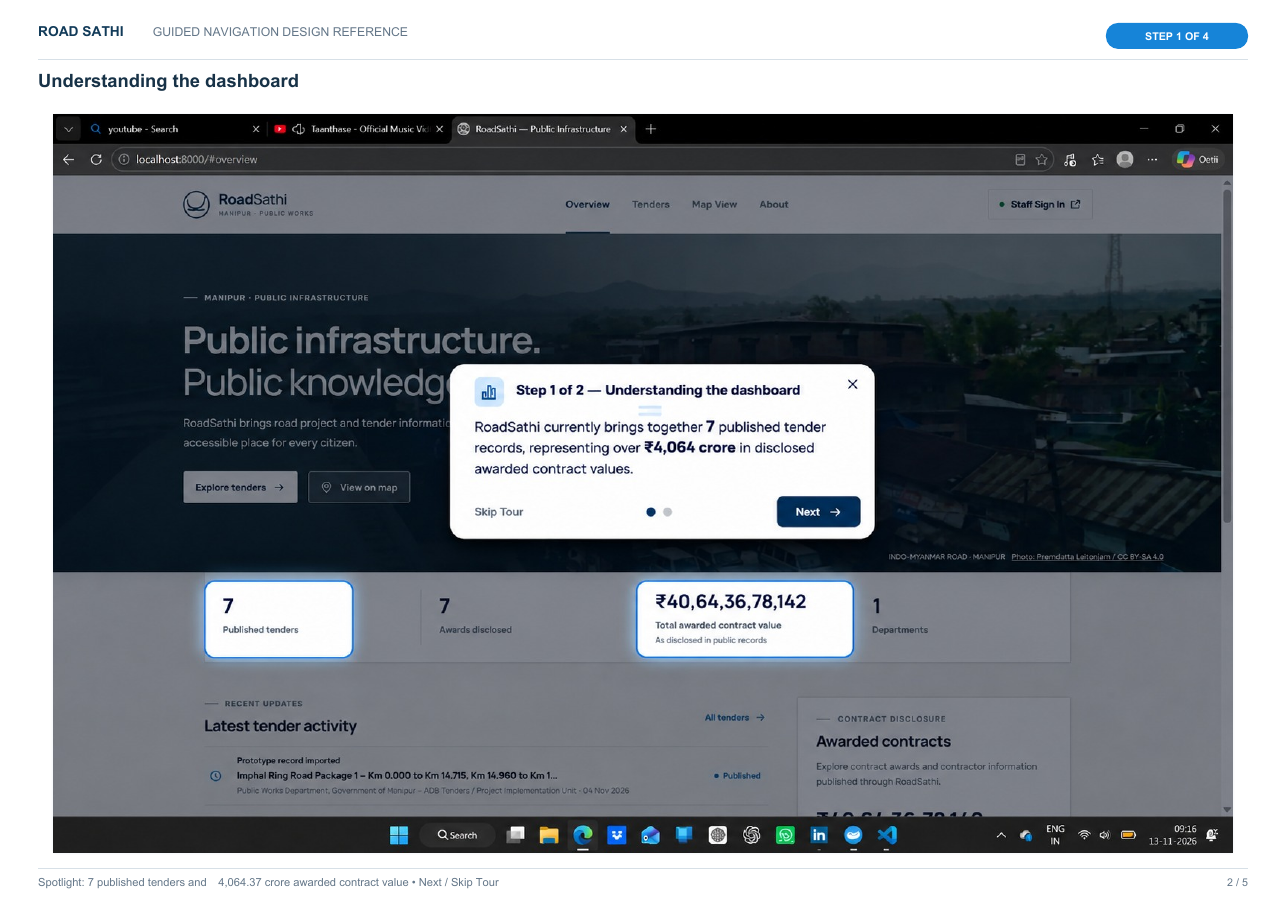 ROAD SATHI GUIDED NAVIGATION DESIGN REFERENCE
STEP 1 OF 4
Understanding the dashboard
youtube - Search
Taanthase - Official Music Vi
RoadSathi — Public Infrastructure
localhost:8000/#overview
Oetii
RoadSathi
MANIPUR · PUBLIC WORKS
Overview Tenders Map View About
Staff Sign In
MANIPUR · PUBLIC INFRASTRUCTURE
Public infrastructure.
Public knowledg
RoadSathi brings road project and tender informatic
accessible place for every citizen.
Explore tenders → View on map
Step 1 of 2 — Understanding the dashboard
RoadSathi currently brings together 7 published tender
records, representing over ₹4,064 crore in disclosed
awarded contract values.
Skip Tour Next →
INDO-MYANMAR ROAD · MANIPUR Photo: Premdatta Leitonjam / CC BY-SA 4.0
7
Published tenders
7
Awards disclosed
₹40,64,36,78,142
Total awarded contract value
As disclosed in public records
1
Departments
RECENT UPDATES
Latest tender activity
All tenders →
Prototype record imported
Imphal Ring Road Package 1 – Km 0.000 to Km 14.715, Km 14.960 to Km 1...
Public Works Department, Government of Manipur – ADB Tenders / Project Implementation Unit · 04 Nov 2026
Published
CONTRACT DISCLOSURE
Awarded contracts
Explore contract awards and contractor information
published through RoadSathi.
Search
ENG
IN
09:16
13-11-2026
Spotlight: 7 published tenders and 4,064.37 crore awarded contract value • Next / Skip Tour
2 / 5